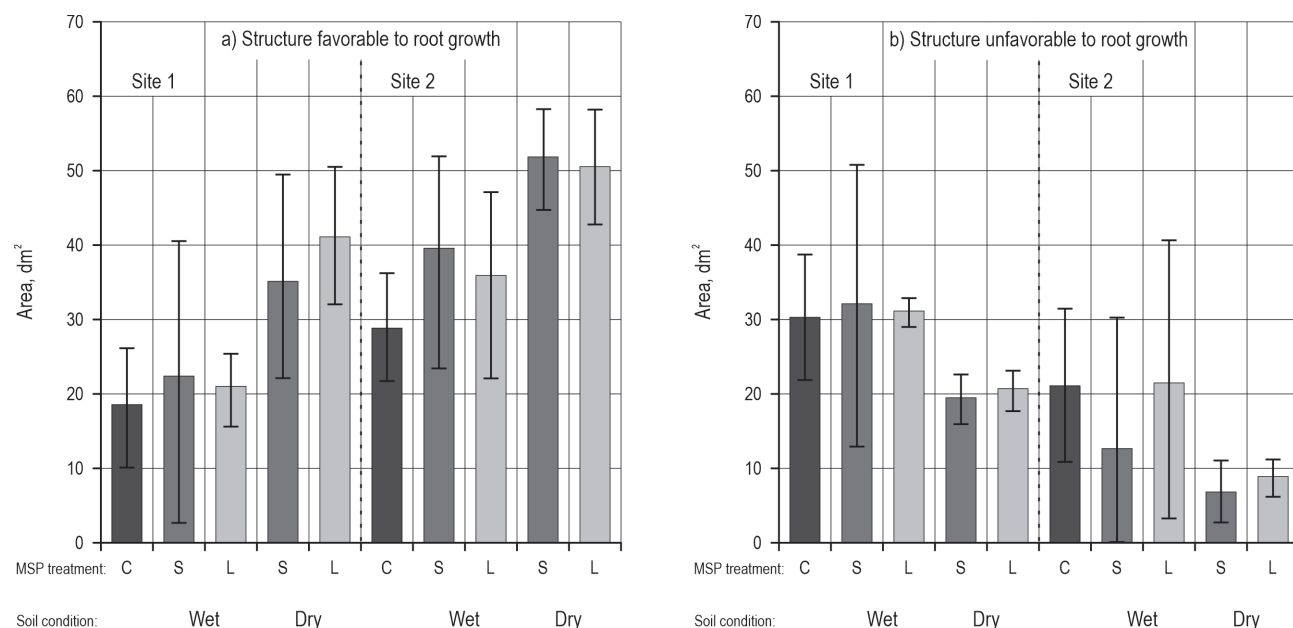 a) Structure favorable to root growth
Site 1 Site 2
Area, dm²
70
60
50
40
30
20
10
0
MSP treatment: C S L S L C S L S L
Soil condition: Wet Dry Wet Dry
b) Structure unfavorable to root growth
Site 1 Site 2
Area, dm²
70
60
50
40
30
20
10
0
MSP treatment: C S L S L C S L S L
Soil condition: Wet Dry Wet Dry